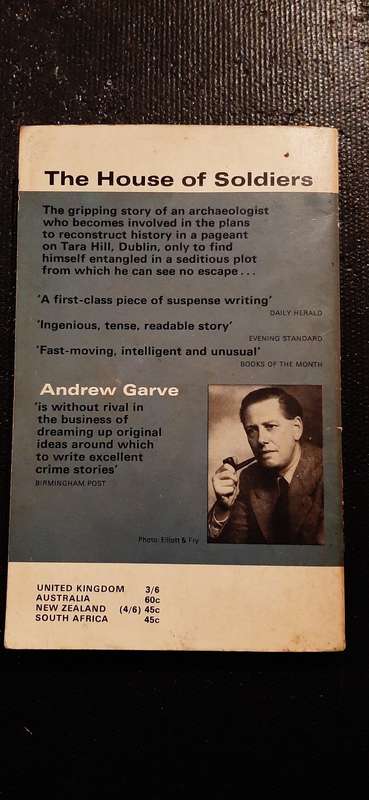 The House of Soldiers
The gripping story of an archaeologist
who becomes involved in the plans
to reconstruct history in a pageant
on Tara Hill, Dublin, only to find
himself entangled in a seditious plot
from which he can see no escape...
'A first-class piece of suspense writing'
DAILY HERALD
'Ingenious, tense, readable story'
EVENING STANDARD
'Fast-moving, intelligent and unusual'
BOOKS OF THE MONTH
Andrew Garve
'is without rival in
the business of
dreaming up original
ideas around which
to write excellent
crime stories'
BIRMINGHAM POST
Photo: Elliott & Fry
UNITED KINGDOM 3/6
AUSTRALIA 60c
NEW ZEALAND (4/6) 45c
SOUTH AFRICA 45c